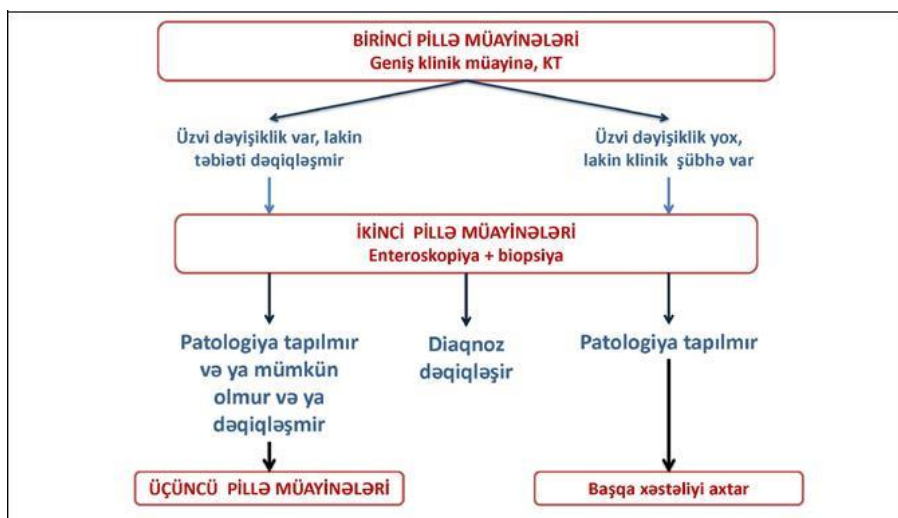 BİRİNCİ PİLLƏ MÜAYİNƏLƏRİ
Geniş klinik müayinə, KT
Üzvi dəyişiklik var, lakin
təbiəti dəqiqləşmir
Üzvi dəyişiklik yox,
lakin klinik şübhə var
İKİNCİ PİLLƏ MÜAYİNƏLƏRİ
Enteroskopiya + biopsiya
Patologiya tapılmır
və ya mümkün
olmur və ya
dəqiqləşmir
Diaqnoz
dəqiqləşir
Patologiya tapılmır
ÜÇÜNCÜ PİLLƏ MÜAYİNƏLƏRİ
Başqa xəstəliyi axtar